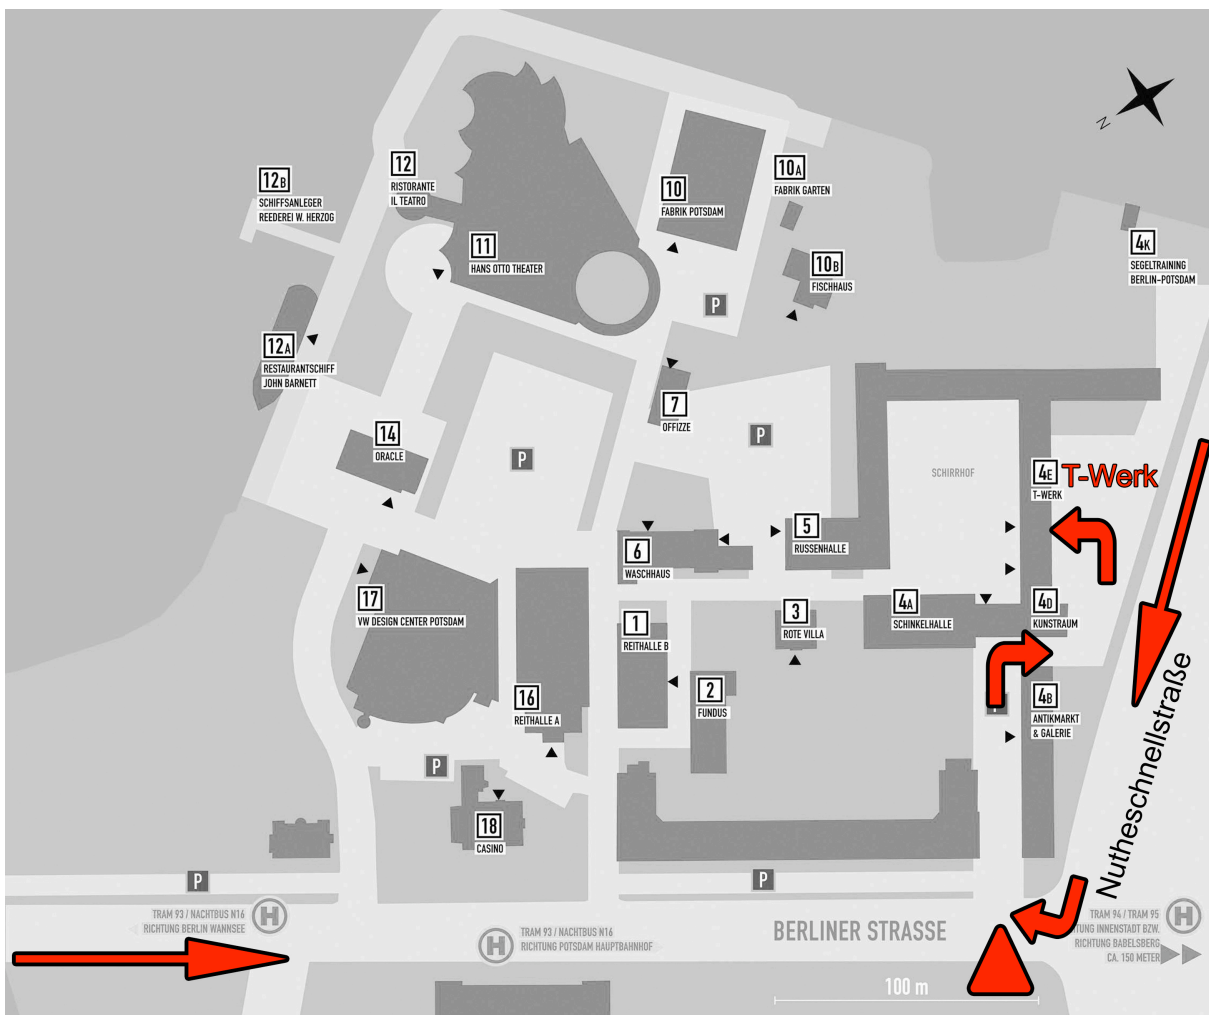 N
12
RISTORANTE
IL TEATRO
12B
SCHIFFSANLEGER
REEDEREI W. HERZOG
10
FABRIK POTSDAM
10A
FABRIK GARTEN
11
HANS OTTO THEATER
10B
FISCHHAUS
4K
SEGELTRAINING
BERLIN-POTSDAM
P
12A
RESTAURANTSCHIFF
JOHN BARNETT
7
OFFIZZE
14
ORACLE
P
P
SCHIRRHOF
4E
T-WERK
T-Werk
5
RUSSENHALLE
6
WASCHHAUS
17
VW DESIGN CENTER POTSDAM
1
REITHALLE B
3
ROTE VILLA
4A
SCHINKELHALLE
4D
KUNSTRAUM
16
REITHALLE A
2
FUNDUS
4B
ANTIKMARKT
& GALERIE
Nutheschnellstraße
P
18
CASINO
P
P
TRAM 93 / NACHTBUS N16
RICHTUNG BERLIN WANNSEE
H
H
TRAM 93 / NACHTBUS N16
RICHTUNG POTSDAM HAUPTBAHNHOF
BERLINER STRASSE
TRAM 94 / TRAM 95
INNENSTADT BZW.
RICHTUNG BABELSBERG
CA. 150 METER
H
100 m